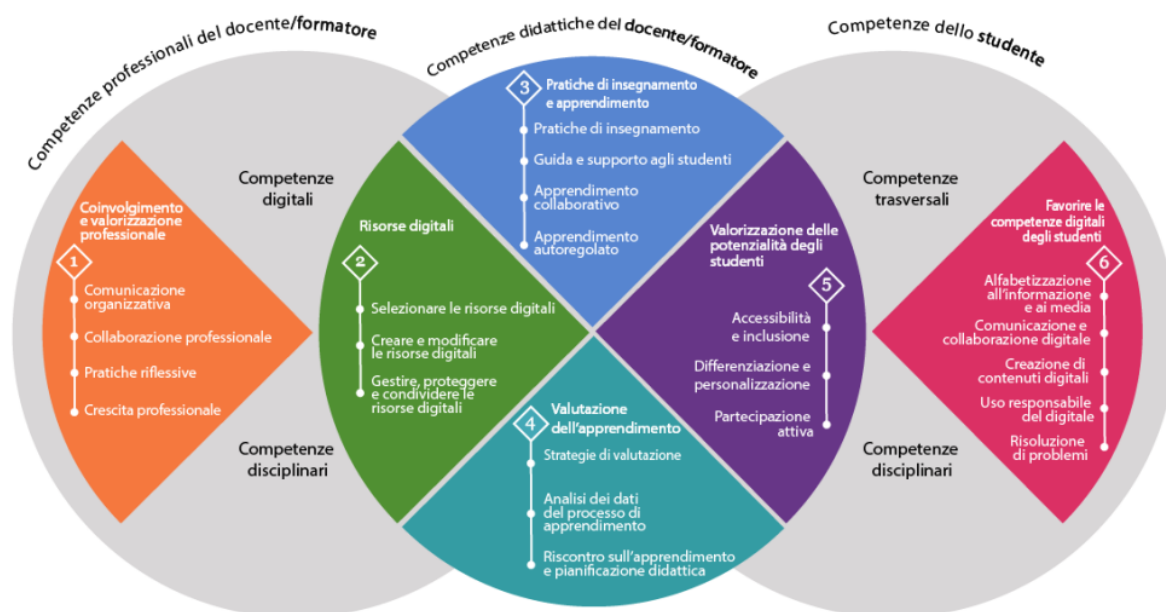 Competenze professionali del docente/formatore
Competenze didattiche del docente/formatore
Competenze dello studente
Competenze
digitali
Competenze
disciplinari
Coinvolgimento
e valorizzazione
professionale
1
Comunicazione
organizzativa
Collaborazione professionale
Pratiche riflessive
Crescita professionale
Risorse digitali
2
Selezionare le risorse digitali
Creare e modificare
le risorse digitali
Gestire, proteggere
e condividere le
risorse digitali
3
Pratiche di insegnamento
e apprendimento
Pratiche di insegnamento
Guida e supporto agli studenti
Apprendimento
collaborativo
Apprendimento
autoregolato
4
Valutazione
dell'apprendimento
Strategie di valutazione
Analisi dei dati
del processo di
apprendimento
Riscontro sull'apprendimento
e pianificazione didattica
Valorizzazione delle
potenzialità degli
studenti
5
Accessibilità
e inclusione
Differenziazione e
personalizzazione
Partecipazione
attiva
Competenze
trasversali
Competenze
disciplinari
Favorire le
competenze digitali
degli studenti
6
Alfabetizzazione
all'informazione
e ai media
Comunicazione e
collaborazione digitale
Creazione di
contenuti digitali
Uso responsabile
del digitale
Risoluzione
di problemi